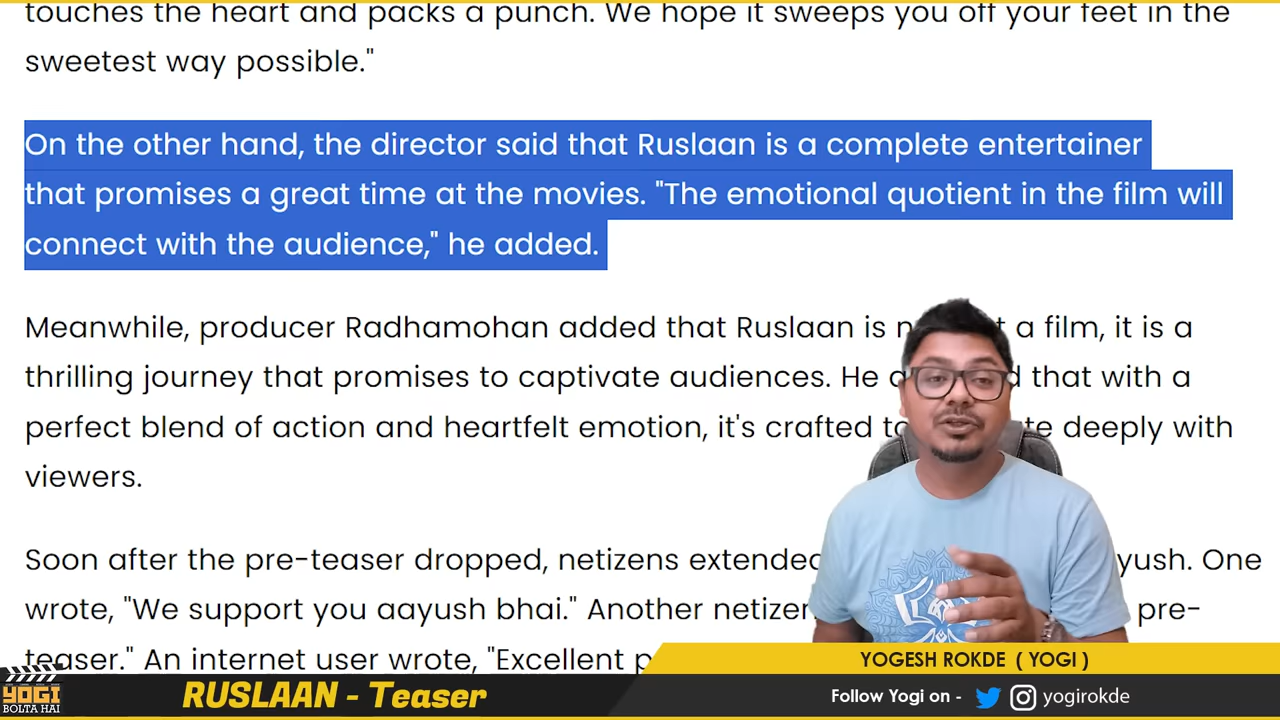 touches the heart and packs a punch. We hope it sweeps you off your feet in the
sweetest way possible."
On the other hand, the director said that Ruslaan is a complete entertainer
that promises a great time at the movies. "The emotional quotient in the film will
connect with the audience," he added.
Meanwhile, producer Radhamohan added that Ruslaan is a film, it is a
thrilling journey that promises to captivate audiences. He that with a
perfect blend of action and heartfelt emotion, it's crafted deeply with
viewers.
Soon after the pre-teaser dropped, netizens extended One
wrote, "We support you aayush bhai." Another pre-
teaser." An internet user wrote, "Excellent
YOGESH ROKDE ( YOGI )
YOGI
BOLTA HAI
RUSLAAN - Teaser
Follow Yogi on - yogirokde